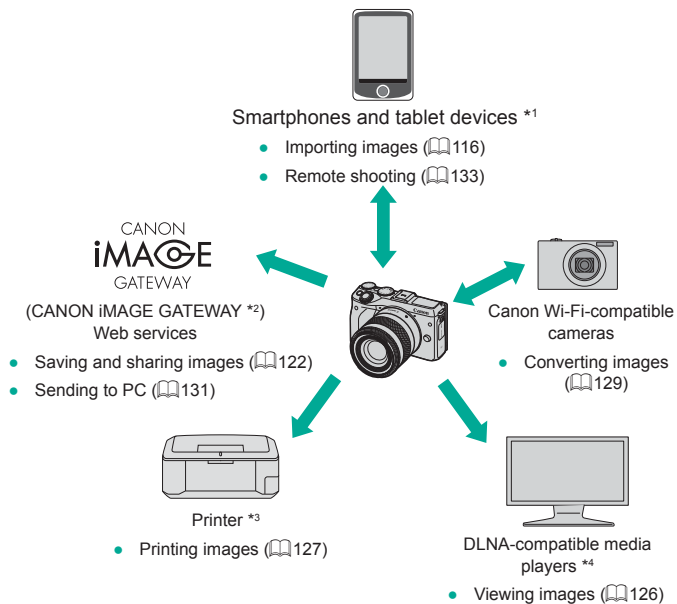 Smartphones and tablet devices *1
● Importing images (116)
● Remote shooting (133)
CANON
iMAGE
GATEWAY
(CANON iMAGE GATEWAY *2)
Web services
● Saving and sharing images (122)
● Sending to PC (131)
Canon
Canon Wi-Fi-compatible
cameras
● Converting images
(129)
Printer *3
● Printing images (127)
DLNA-compatible media
players *4
● Viewing images (126)